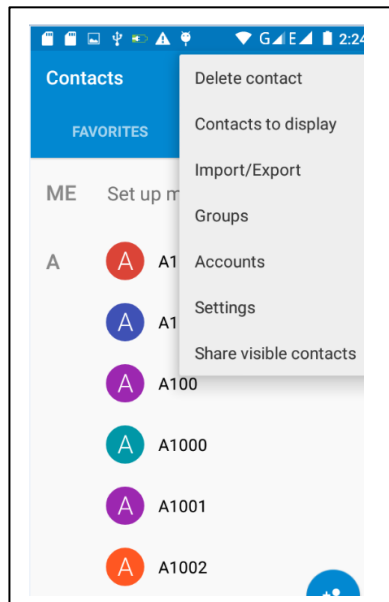 G E 2:24
Contacts
FAVORITES
Delete contact
Contacts to display
Import/Export
Groups
Accounts
Settings
Share visible contacts
ME Set up m
A A A1
A A1
A A100
A A1000
A A1001
A A1002